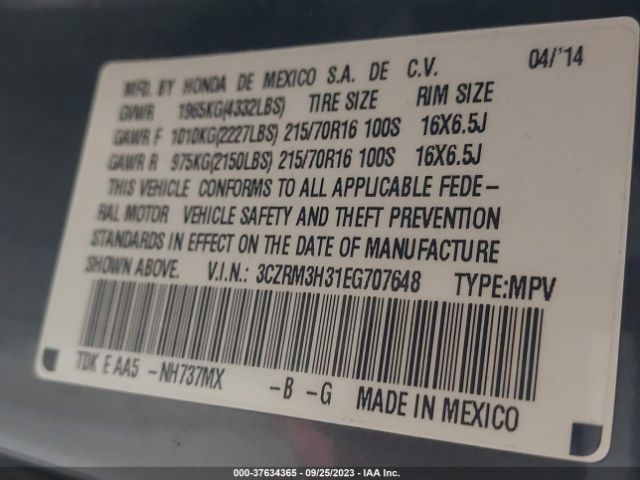 MFD. BY HONDA DE MEXICO S.A. DE C.V. 04/'14
GVWR 1965KG(4332LBS) TIRE SIZE RIM SIZE
GAWR F 1010KG(2227LBS) 215/70R16 100S 16X6.5J
GAWR R 975KG(2150LBS) 215/70R16 100S 16X6.5J
THIS VEHICLE CONFORMS TO ALL APPLICABLE FEDE-
RAL MOTOR VEHICLE SAFETY AND THEFT PREVENTION
STANDARDS IN EFFECT ON THE DATE OF MANUFACTURE
SHOWN ABOVE. V.I.N.: 3CZRM3H31EG707648 TYPE:MPV
TDK E AA5 -NH737MX -B -G MADE IN MEXICO
000-37634365 - 09/25/2023 - IAA Inc.